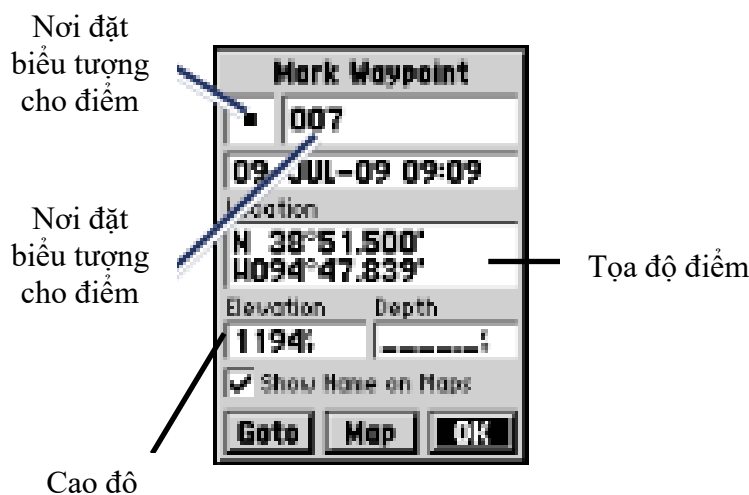 Nơi đặt
biểu tượng
cho điểm
Mark Waypoint
007
09-JUL-09 09:09
Location
N 38°51.500'
W094°47.839'
Nơi đặt
biểu tượng
cho điểm
Tọa độ điểm
Elevation Depth
1194ft ______ft
Show Name on Maps
Goto Map OK
Cao độ